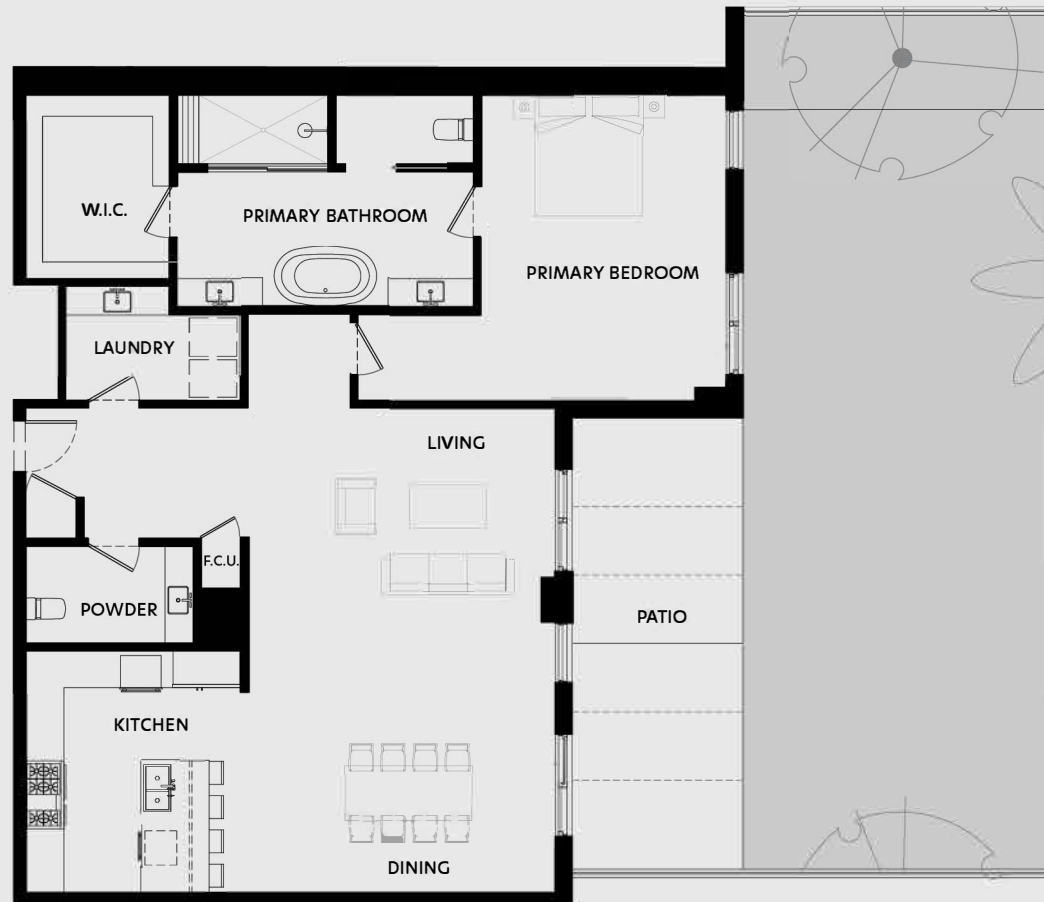 W.I.C.
PRIMARY BATHROOM
PRIMARY BEDROOM
LAUNDRY
LIVING
F.C.U.
POWDER
PATIO
KITCHEN
DINING